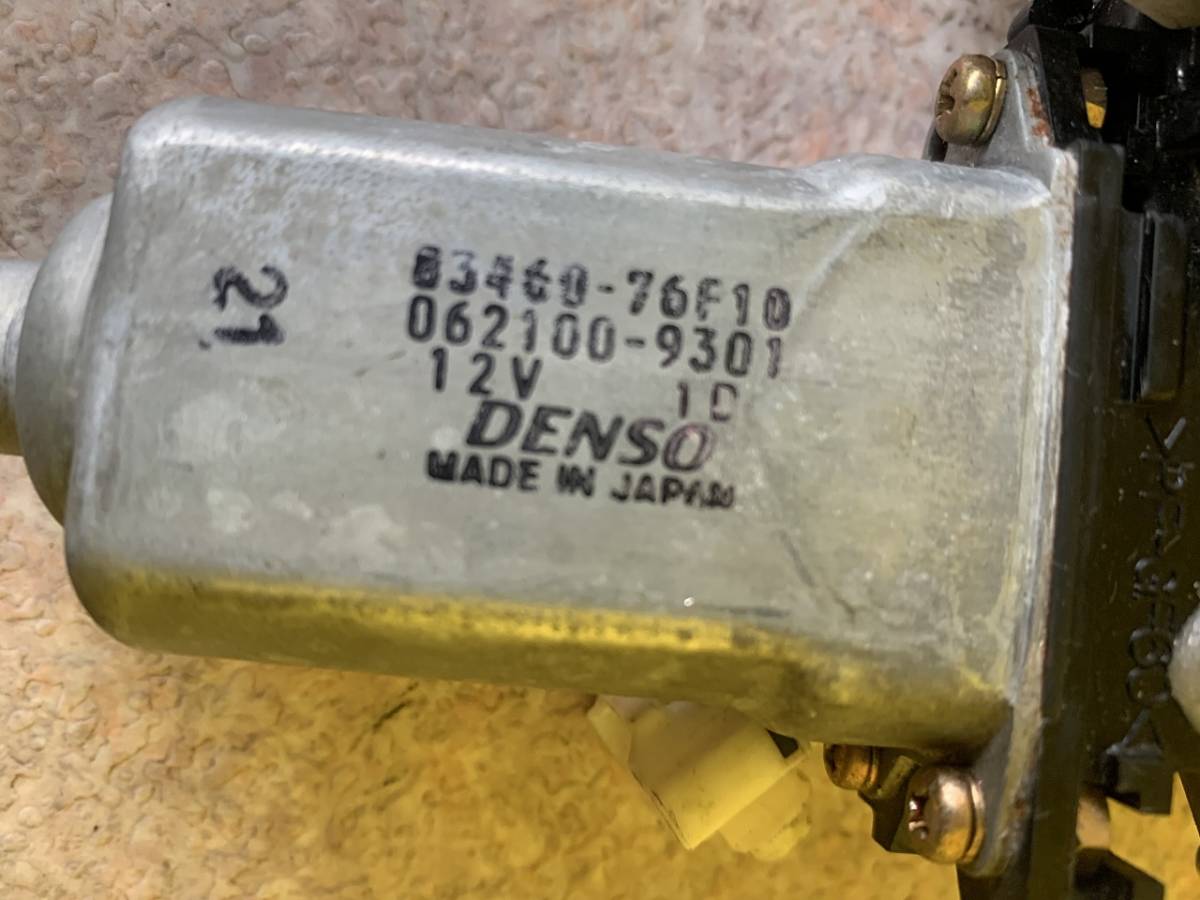 21
83460-76F10
062100-9301
12V 1D
DENSO
MADE IN JAPAN